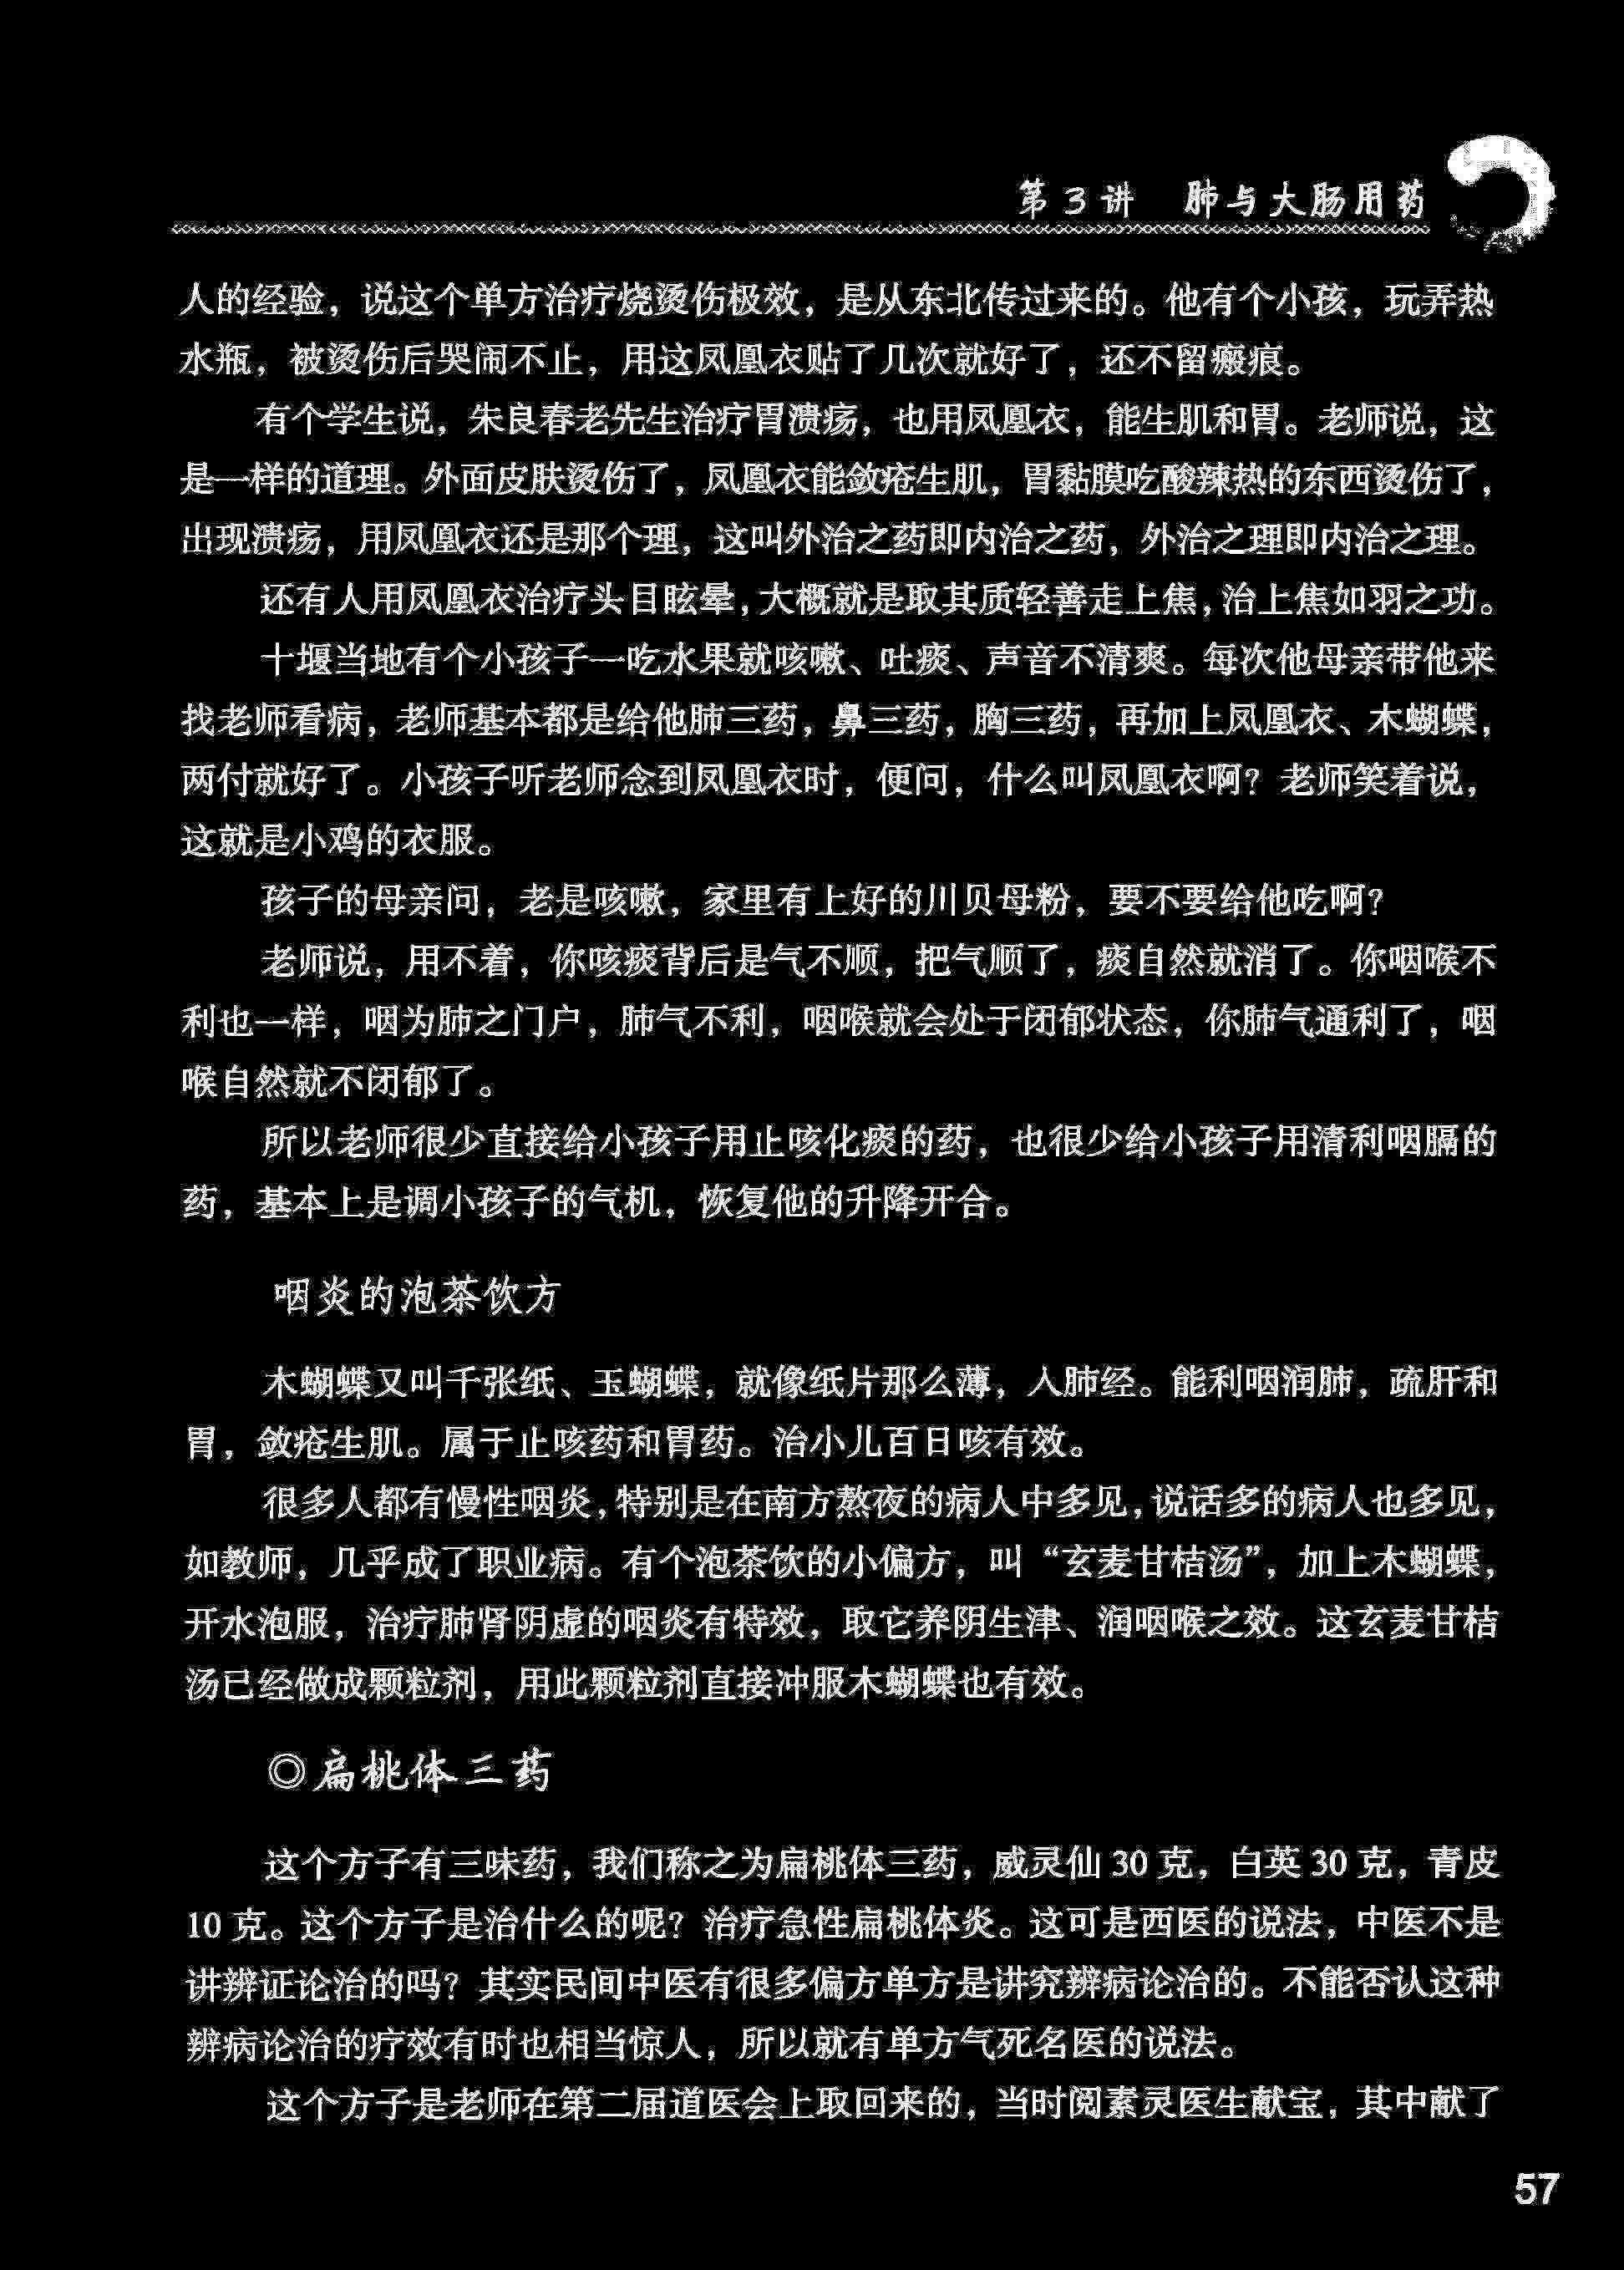 第3讲 肺与大肠用药
人的经验，说这个单方治疗烧烫伤极效，是从东北传过来的。他有个小孩，玩弄热
水瓶，被烫伤后哭闹不止，用这凤凰衣贴了几次就好了，还不留瘢痕。
有个学生说，朱良春老先生治疗胃溃疡，也用凤凰衣，能生肌和胃。老师说，这
是一样的道理。外面皮肤烫伤了，凤凰衣能敛疮生肌，胃黏膜吃酸辣热的东西烫伤了，
出现溃疡，用凤凰衣还是那个理，这叫外治之药即内治之药，外治之理即内治之理。
还有人用凤凰衣治疗头目眩晕，大概就是取其质轻善走上焦，治上焦如羽之功。
十堰当地有个小孩子一吃水果就咳嗽、吐痰、声音不清爽。每次他母亲带他来
找老师看病，老师基本都是给他肺三药，鼻三药，胸三药，再加上凤凰衣、木蝴蝶，
两付就好了。小孩子听老师念到凤凰衣时，便问，什么叫凤凰衣啊？老师笑着说，
这就是小鸡的衣服。
孩子的母亲问，老是咳嗽，家里有上好的川贝母粉，要不要给他吃啊？
老师说，用不着，你咳痰背后是气不顺，把气顺了，痰自然就消了。你咽喉不
利也一样，咽为肺之门户，肺气不利，咽喉就会处于闭郁状态，你肺气通利了，咽
喉自然就不闭郁了。
所以老师很少直接给小孩子用止咳化痰的药，也很少给小孩子用清利咽膈的
药，基本上是调小孩子的气机，恢复他的升降开合。
咽炎的泡茶饮方
木蝴蝶又叫千张纸、玉蝴蝶，就像纸片那么薄，入肺经。能利咽润肺，疏肝和
胃，敛疮生肌。属于止咳药和胃药。治小儿百日咳有效。
很多人都有慢性咽炎，特别是在南方熬夜的病人中多见，说话多的病人也多见，
如教师，几乎成了职业病。有个泡茶饮的小偏方，叫“玄麦甘桔汤”，加上木蝴蝶，
开水泡服，治疗肺肾阴虚的咽炎有特效，取它养阴生津、润咽喉之效。这玄麦甘桔
汤已经做成颗粒剂，用此颗粒剂直接冲服木蝴蝶也有效。
◎扁桃体三药
这个方子有三味药，我们称之为扁桃体三药，威灵仙30克，白英30克，青皮
10克。这个方子是治什么的呢？治疗急性扁桃体炎。这可是西医的说法，中医不是
讲辨证论治的吗？其实民间中医有很多偏方单方是讲究辨病论治的。不能否认这种
辨病论治的疗效有时也相当惊人，所以就有单方气死名医的说法。
这个方子是老师在第二届道医会上取回来的，当时阅素灵医生献宝，其中献了
57